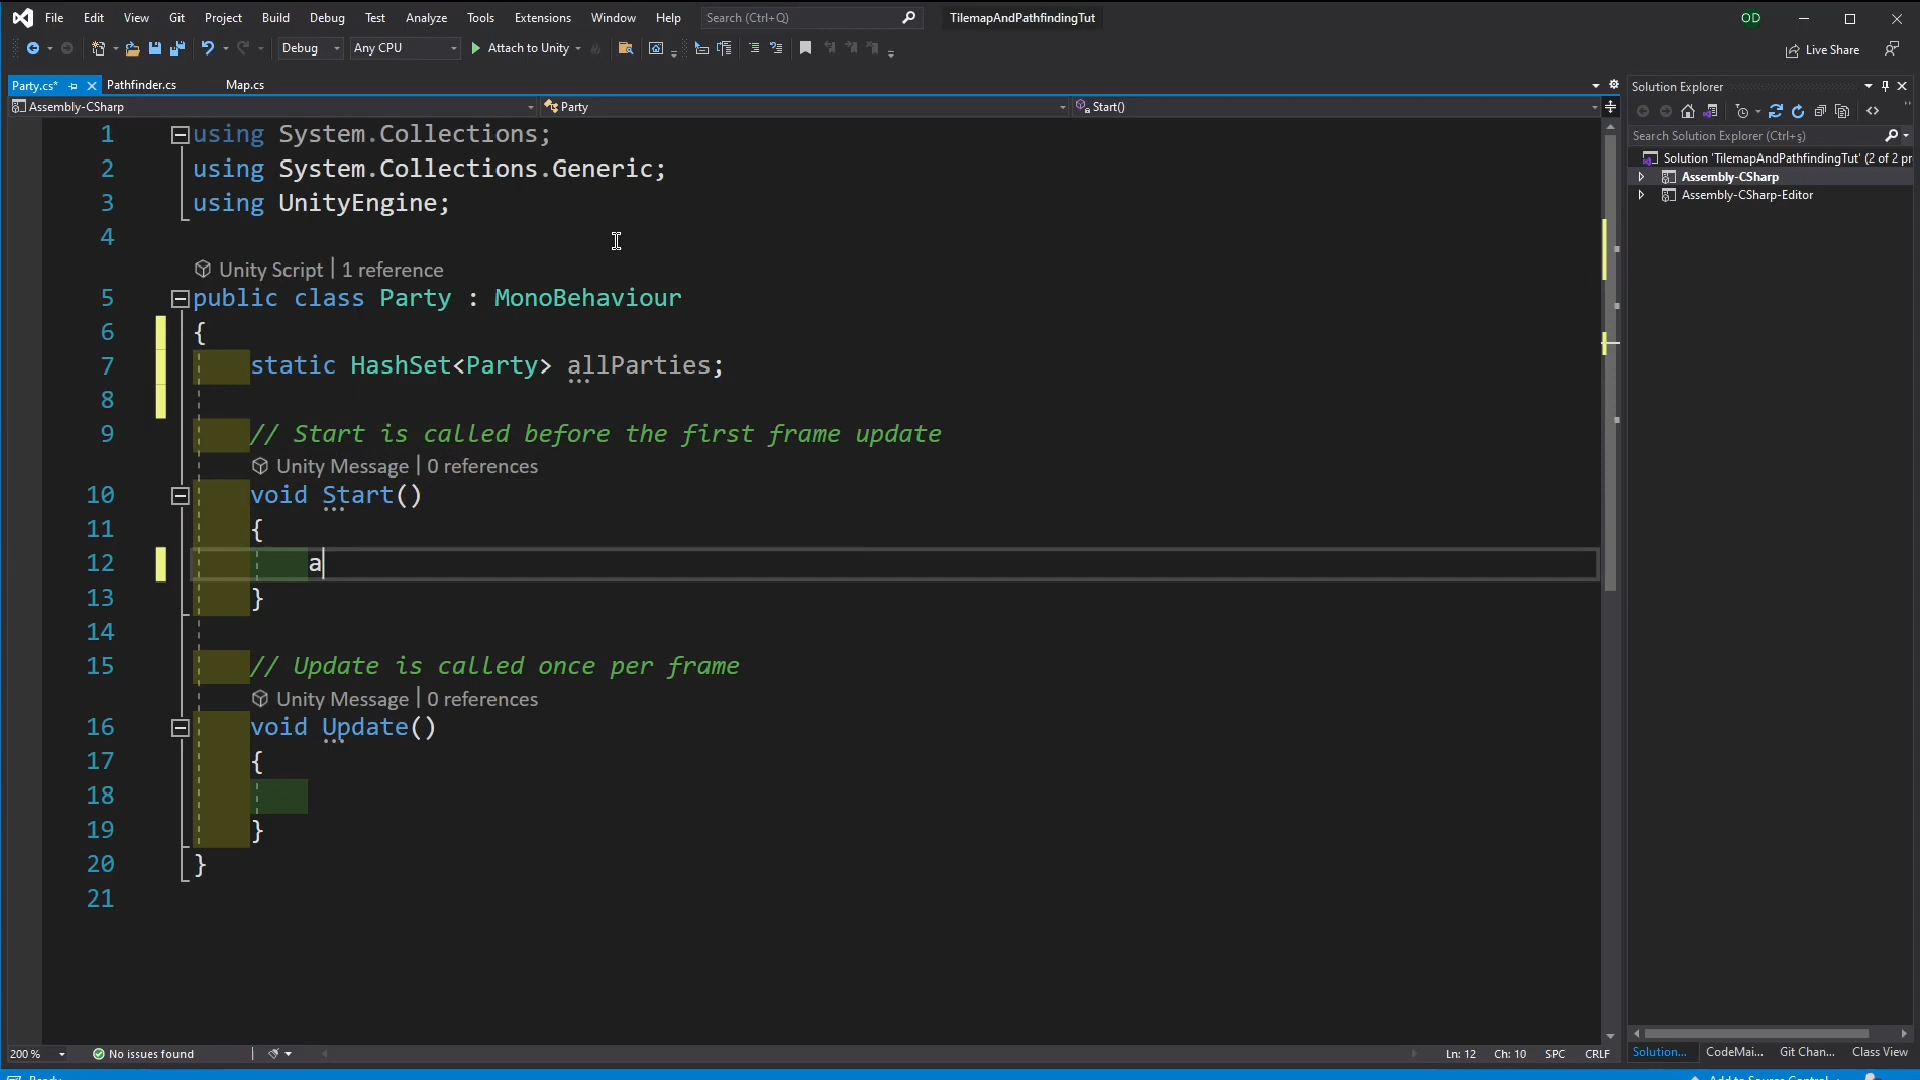 File Edit View Git Project Build Debug Test Analyze Tools Extensions Window Help Search (Ctrl+Q) TilemapAndPathfindingTut OD
Debug Any CPU Attach to Unity Live Share
Party.cs* Pathfinder.cs Map.cs
Assembly-CSharp Party Start()
1 using System.Collections;
2 using System.Collections.Generic;
3 using UnityEngine;
4
Unity Script | 1 reference
5 public class Party : MonoBehaviour
6 {
7 static HashSet<Party> allParties;
8
9 // Start is called before the first frame update
Unity Message | 0 references
10 void Start()
11 {
12 a
13 }
14
15 // Update is called once per frame
Unity Message | 0 references
16 void Update()
17 {
18
19 }
20 }
21
200 % No issues found Ln: 12 Ch: 10 SPC CRLF
Solution Explorer
Search Solution Explorer (Ctrl+ş)
Solution 'TilemapAndPathfindingTut' (2 of 2 pr
Assembly-CSharp
Assembly-CSharp-Editor
Solution... CodeMai... Git Chan... Class View
Ready Add to Source Control